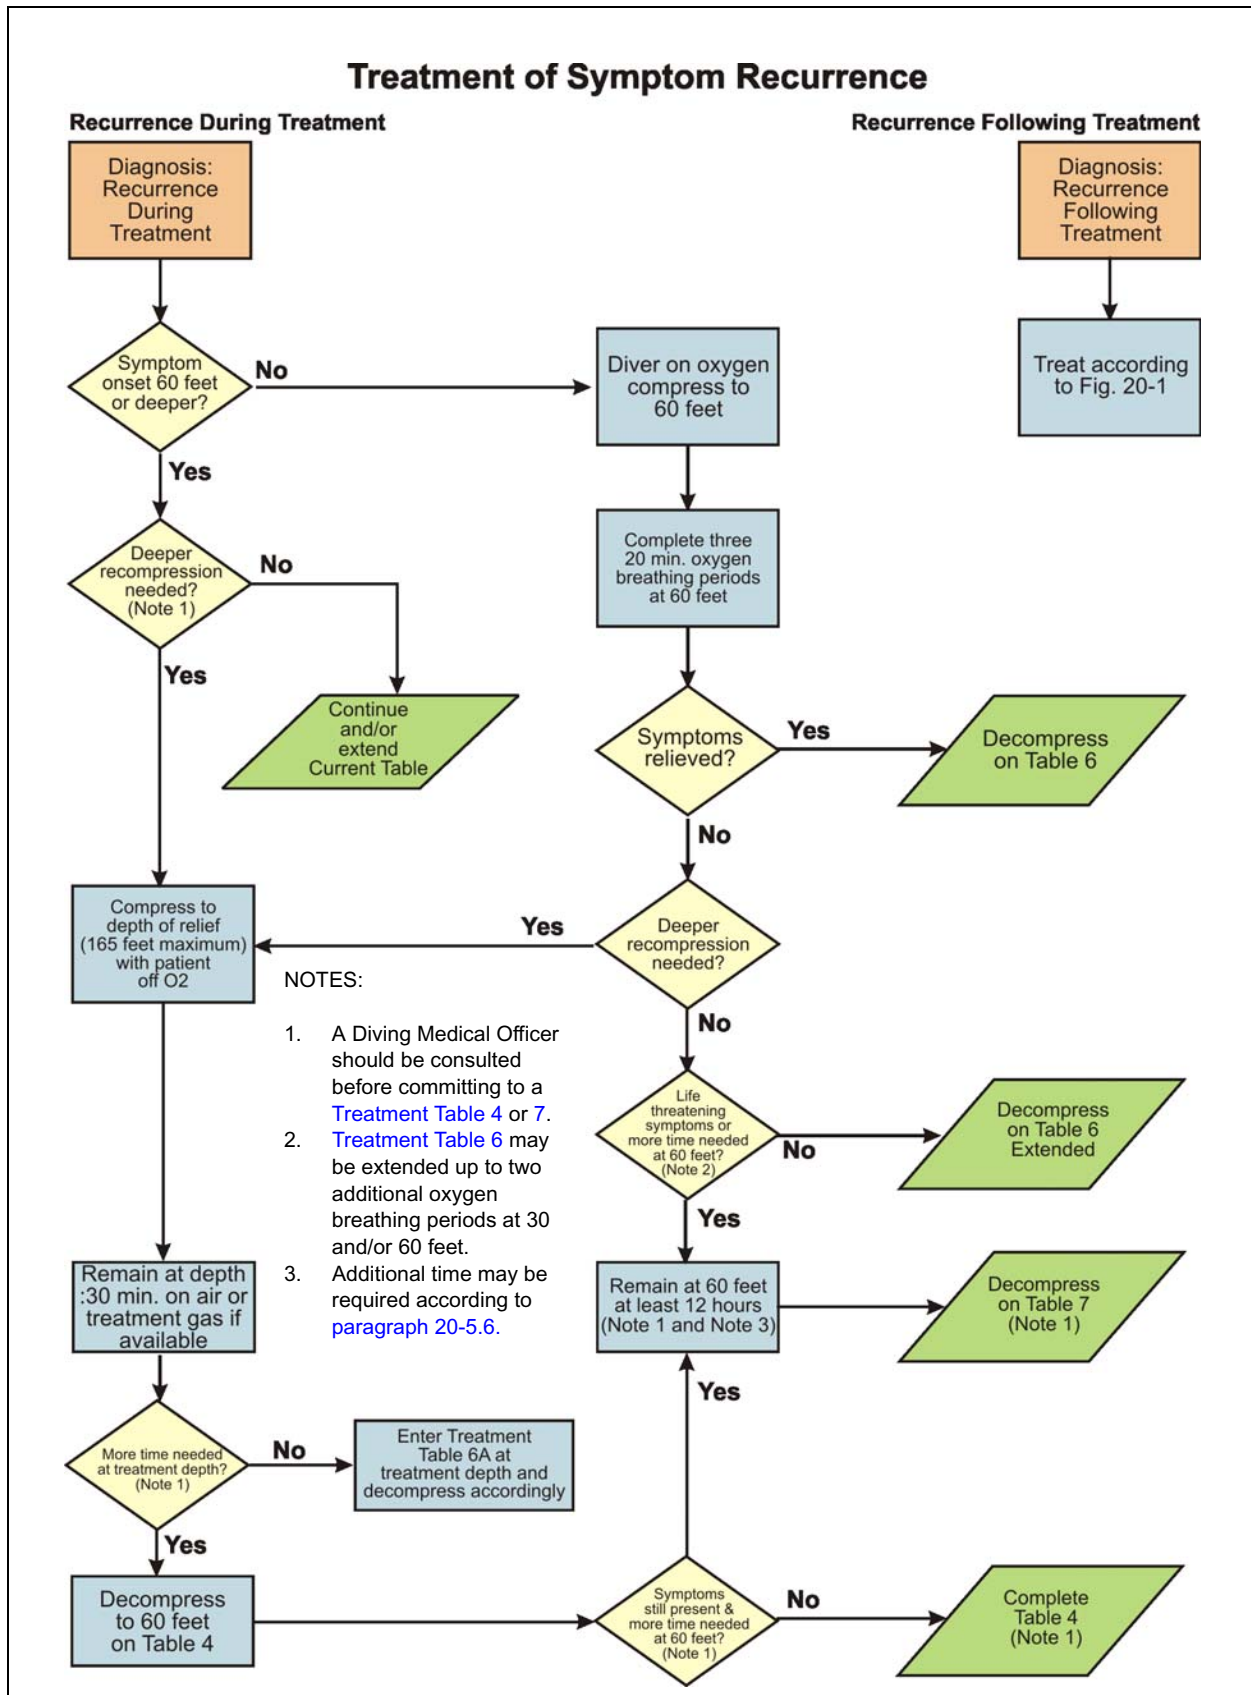 Treatment of Symptom Recurrence
Recurrence During Treatment
Recurrence Following Treatment
Diagnosis:
Recurrence
During
Treatment
Diagnosis:
Recurrence
Following
Treatment
Symptom
onset 60 feet
or deeper?
No
Diver on oxygen
compress to
60 feet
Treat according
to Fig. 20-1
Yes
Deeper
recompression
needed?
(Note 1)
No
Complete three
20 min. oxygen
breathing periods
at 60 feet
Yes
Continue
and/or
extend
Current Table
Symptoms
relieved?
Yes
Decompress
on Table 6
No
Compress to
depth of relief
(165 feet maximum)
with patient
off O2
Yes
Deeper
recompression
needed?
No
NOTES:
1. A Diving Medical Officer
should be consulted
before committing to a
Treatment Table 4 or 7.
2. Treatment Table 6 may
be extended up to two
additional oxygen
breathing periods at 30
and/or 60 feet.
3. Additional time may be
required according to
paragraph 20-5.6.
Life
threatening
symptoms or
more time needed
at 60 feet?
(Note 2)
No
Decompress
on Table 6
Extended
Yes
Remain at depth
:30 min. on air or
treatment gas if
available
Remain at 60 feet
at least 12 hours
(Note 1 and Note 3)
Decompress
on Table 7
(Note 1)
Yes
More time needed
at treatment depth?
(Note 1)
No
Enter Treatment
Table 6A at
treatment depth and
decompress accordingly
Yes
Decompress
to 60 feet
on Table 4
Symptoms
still present &
more time needed
at 60 feet?
(Note 1)
No
Complete
Table 4
(Note 1)